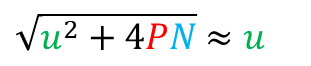 √(u² + 4PN) ≈ u